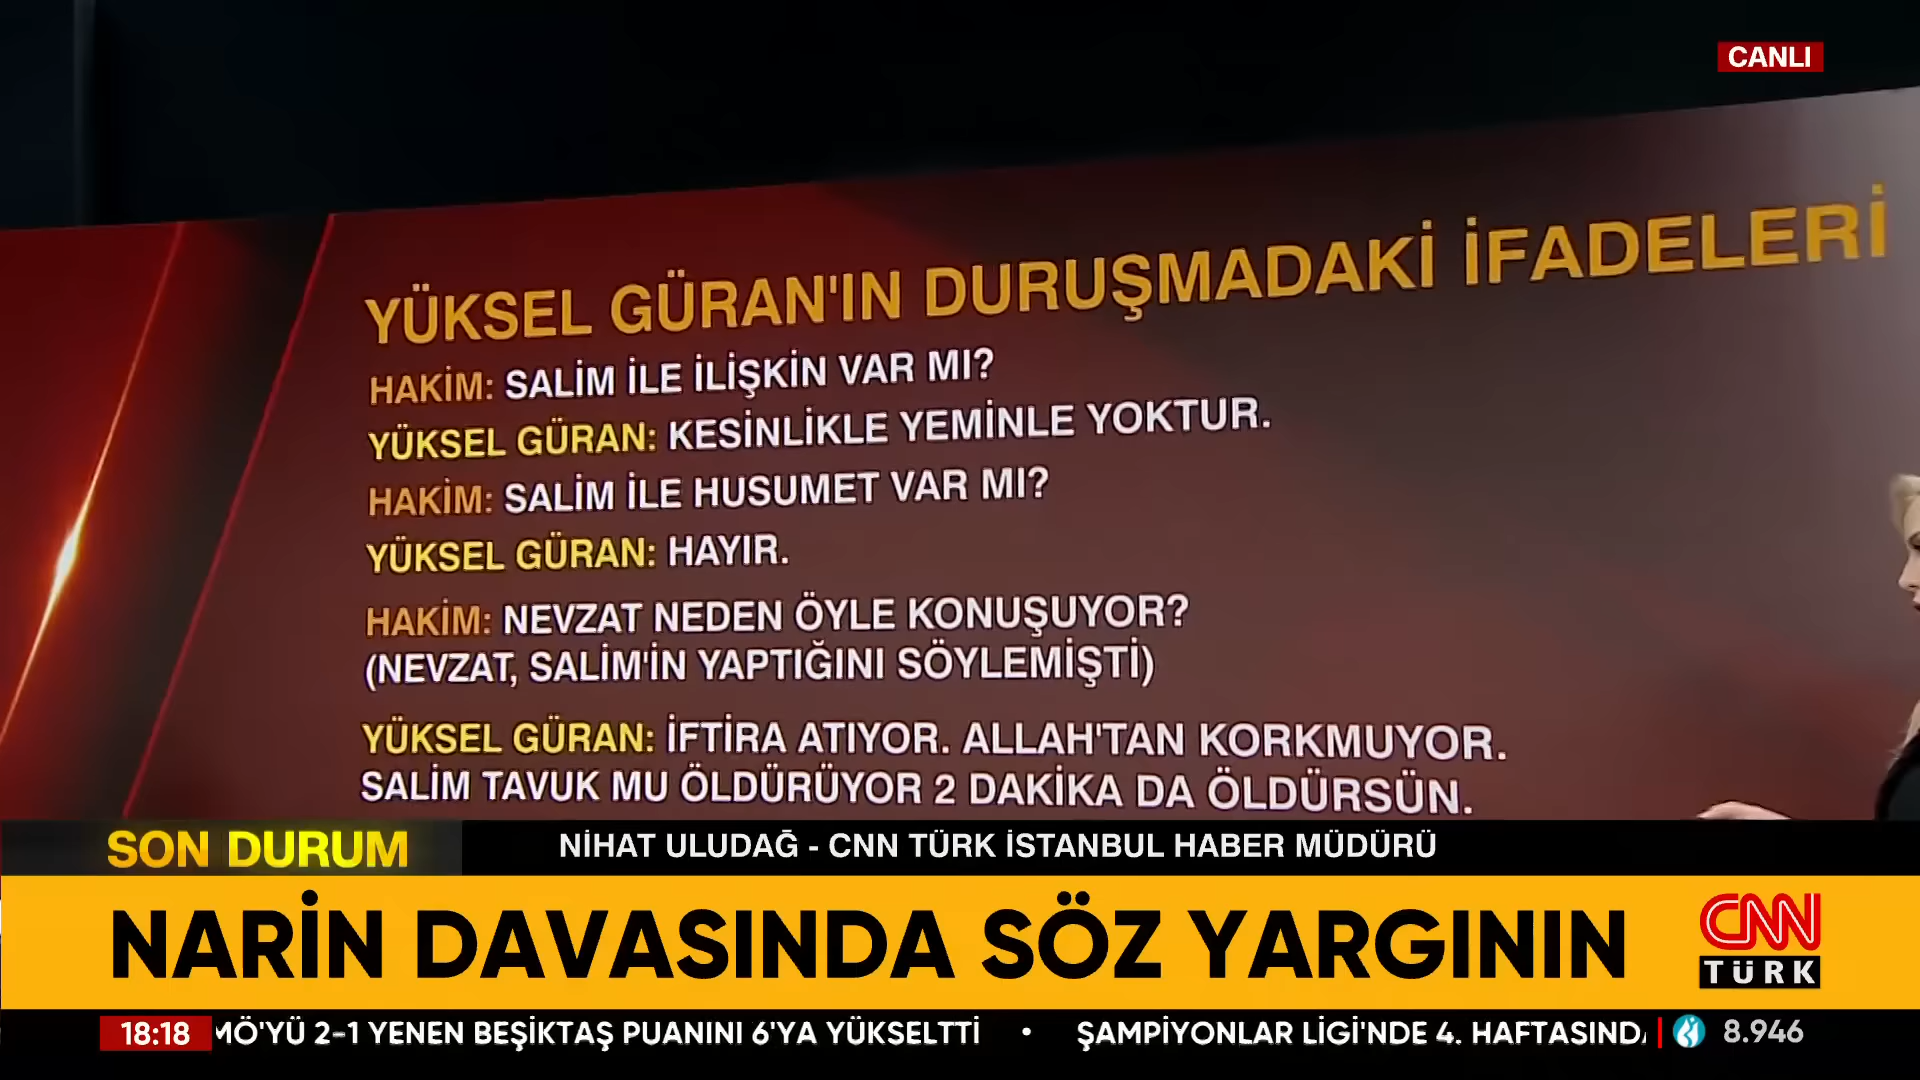 CANLI
YÜKSEL GÜRAN'IN DURUŞMADAKİ İFADELERİ
HAKİM: SALİM İLE İLİŞKİN VAR MI?
YÜKSEL GÜRAN: KESİNLİKLE YEMİNLE YOKTUR.
HAKİM: SALİM İLE HUSUMET VAR MI?
YÜKSEL GÜRAN: HAYIR.
HAKİM: NEVZAT NEDEN ÖYLE KONUŞUYOR?
(NEVZAT, SALİM'İN YAPTIĞINI SÖYLEMİŞTİ)
YÜKSEL GÜRAN: İFTİRA ATIYOR. ALLAH'TAN KORKMUYOR.
SALİM TAVUK MU ÖLDÜRÜYOR 2 DAKİKA DA ÖLDÜRSÜN.
SON DURUM
NİHAT ULUDAĞ - CNN TÜRK İSTANBUL HABER MÜDÜRÜ
NARİN DAVASINDA SÖZ YARGININ
CNN
TÜRK
18:18 MÖ'YÜ 2-1 YENEN BEŞİKTAŞ PUANINI 6'YA YÜKSELTTİ • ŞAMPİYONLAR LİGİ'NDE 4. HAFTASINDA 8.946